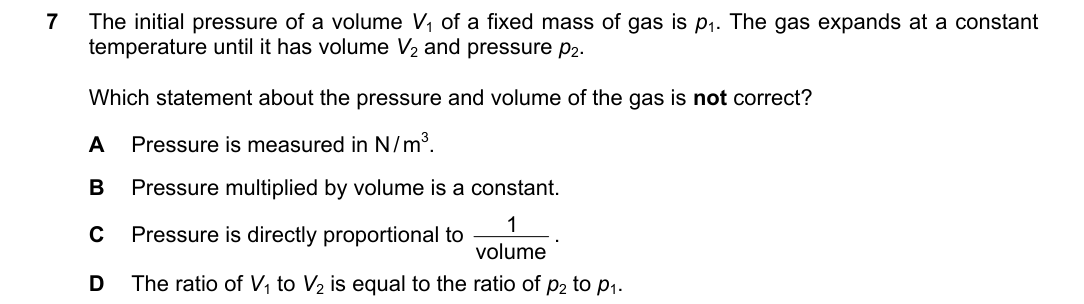 7 The initial pressure of a volume V₁ of a fixed mass of gas is p₁. The gas expands at a constant
temperature until it has volume V₂ and pressure p₂.
Which statement about the pressure and volume of the gas is not correct?
A Pressure is measured in N/m³.
B Pressure multiplied by volume is a constant.
C Pressure is directly proportional to 1/volume.
D The ratio of V₁ to V₂ is equal to the ratio of p₂ to p₁.